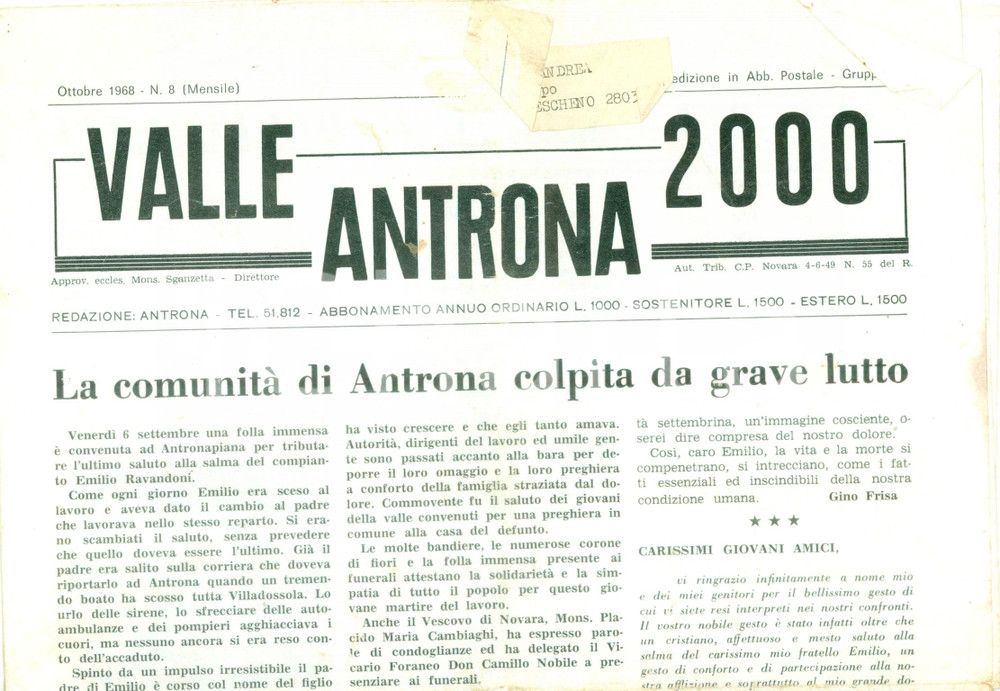 Ottobre 1968 - N. 8 (Mensile)
ANDREA
po
ESCHENO 2803
edizione in Abb. Postale - Grupp
VALLE
ANTRONA
2000
Approv. eccles. Mons. Sganzetta - Direttore
Aut. Trib. C.P. Novara 4-6-49 N. 55 del R.
REDAZIONE: ANTRONA - TEL. 51.812 - ABBONAMENTO ANNUO ORDINARIO L. 1000 - SOSTENITORE L. 1500 - ESTERO L. 1500
La comunità di Antrona colpita da grave lutto
Venerdì 6 settembre una folla immensa
è convenuta ad Antronapiana per tributa-
re l'ultimo saluto alla salma del compian-
to Emilio Ravandoni.
Come ogni giorno Emilio era sceso al
lavoro e aveva dato il cambio al padre
che lavorava nello stesso reparto. Si era-
no scambiati il saluto, senza prevedere
che quello doveva essere l'ultimo. Già il
padre era salito sulla corriera che doveva
riportarlo ad Antrona quando un tremen-
do boato ha scosso tutta Villadossola. Lo
urlo delle sirene, lo sfrecciare delle auto-
ambulanze e dei pompieri agghiacciava i
cuori, ma nessuno ancora si era reso con-
to dell'accaduto.
Spinto da un impulso irresistibile il pa-
dre di Emilio è corso col nome del figlio
ha visto crescere e che egli tanto amava.
Autorità, dirigenti del lavoro ed umile gen-
te sono passati accanto alla bara per de-
porre il loro omaggio e la loro preghiera
a conforto della famiglia straziata dal do-
lore. Commovente fu il saluto dei giovani
della valle convenuti per una preghiera in
comune alla casa del defunto.
Le molte bandiere, le numerose corone
di fiori e la folla immensa presente ai
funerali attestano la solidarietà e la sim-
patia di tutto il popolo per questo gio-
vane martire del lavoro.
Anche il Vescovo di Novara, Mons. Pla-
cido Maria Cambiaghi, ha espresso paro-
le di condoglianze ed ha delegato il Vi-
cario Foraneo Don Camillo Nobile a pre-
senziare ai funerali.
tà settembrina, un'immagine cosciente, o-
serei dire compresa del nostro dolore.
Così, caro Emilio, la vita e la morte si
compenetrano, si intrecciano, come i fat-
ti essenziali ed inscindibili della nostra
condizione umana. Gino Frisa
★ ★ ★
CARISSIMI GIOVANI AMICI,
vi ringrazio infinitamente a nome mio
e dei miei genitori per il bellissimo gesto di
cui vi siete resi interpreti nei nostri confronti.
Il vostro nobile gesto è stato infatti oltre che
un cristiano, affettuoso e mesto saluto alla
salma del carissimo mio fratello Emilio, un
gesto di conforto e di partecipazione alla no-
stra afflizione e soprattutto al mio grande do-